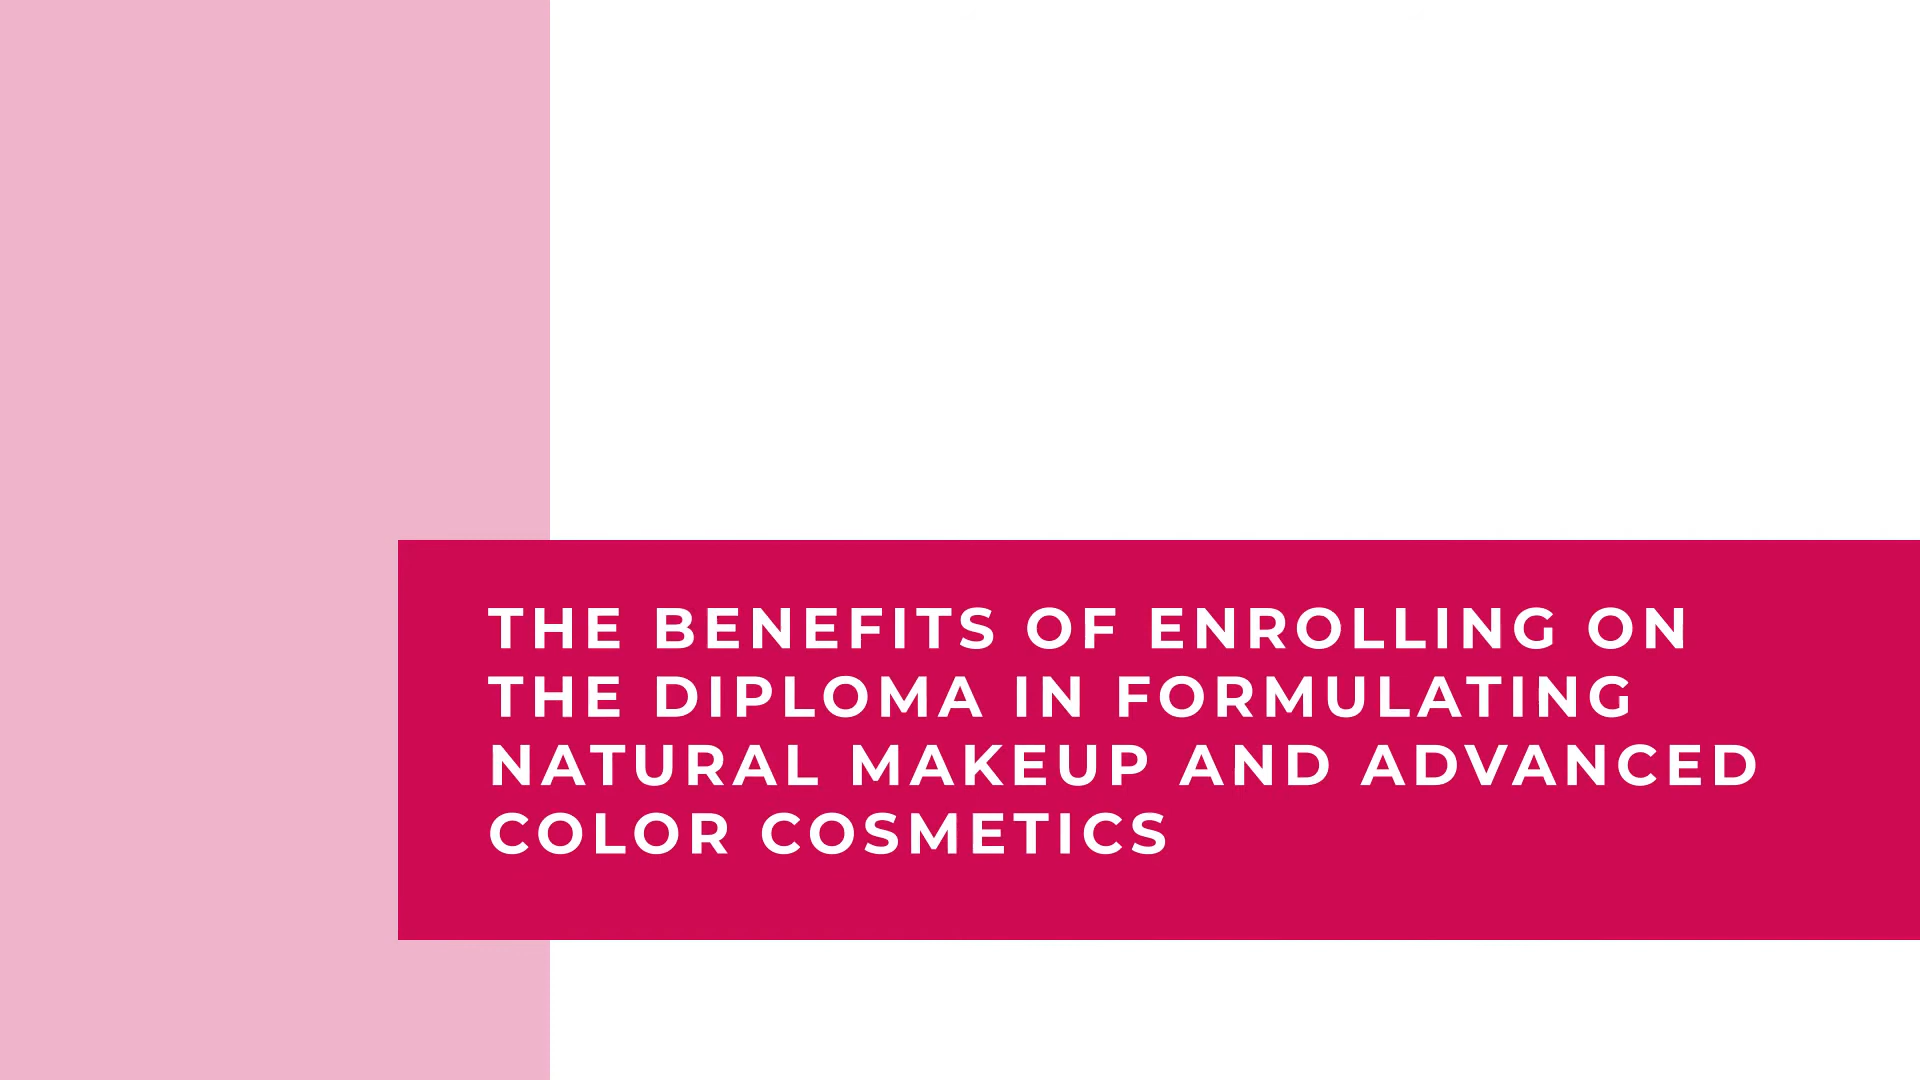 THE BENEFITS OF ENROLLING ON
THE DIPLOMA IN FORMULATING
NATURAL MAKEUP AND ADVANCED
COLOR COSMETICS